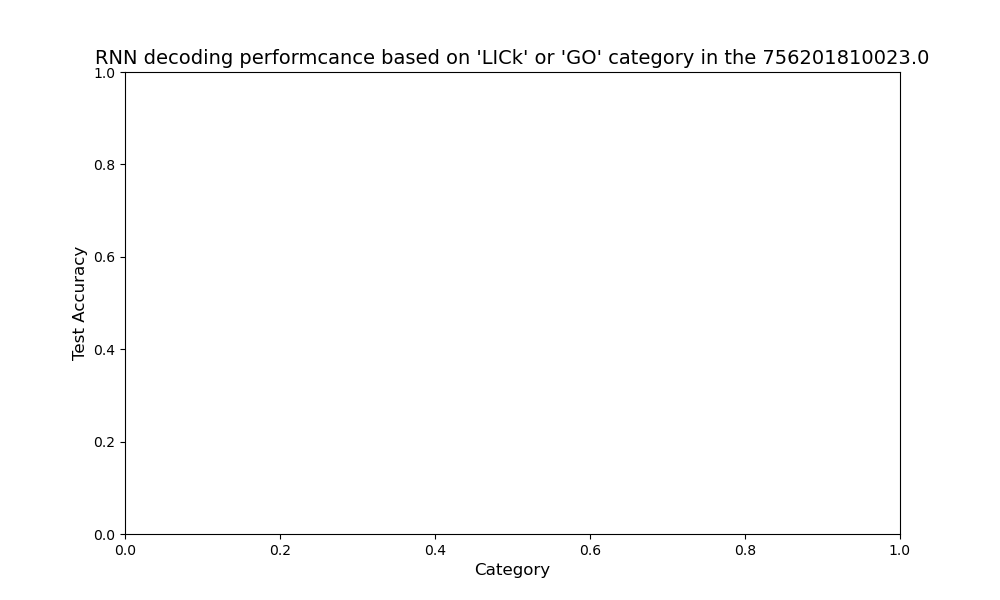 RNN decoding performcance based on 'LICk' or 'GO' category in the 756201810023.0
1.0
0.8
0.6
0.4
0.2
0.0
Test Accuracy
0.0 0.2 0.4 0.6 0.8 1.0
Category